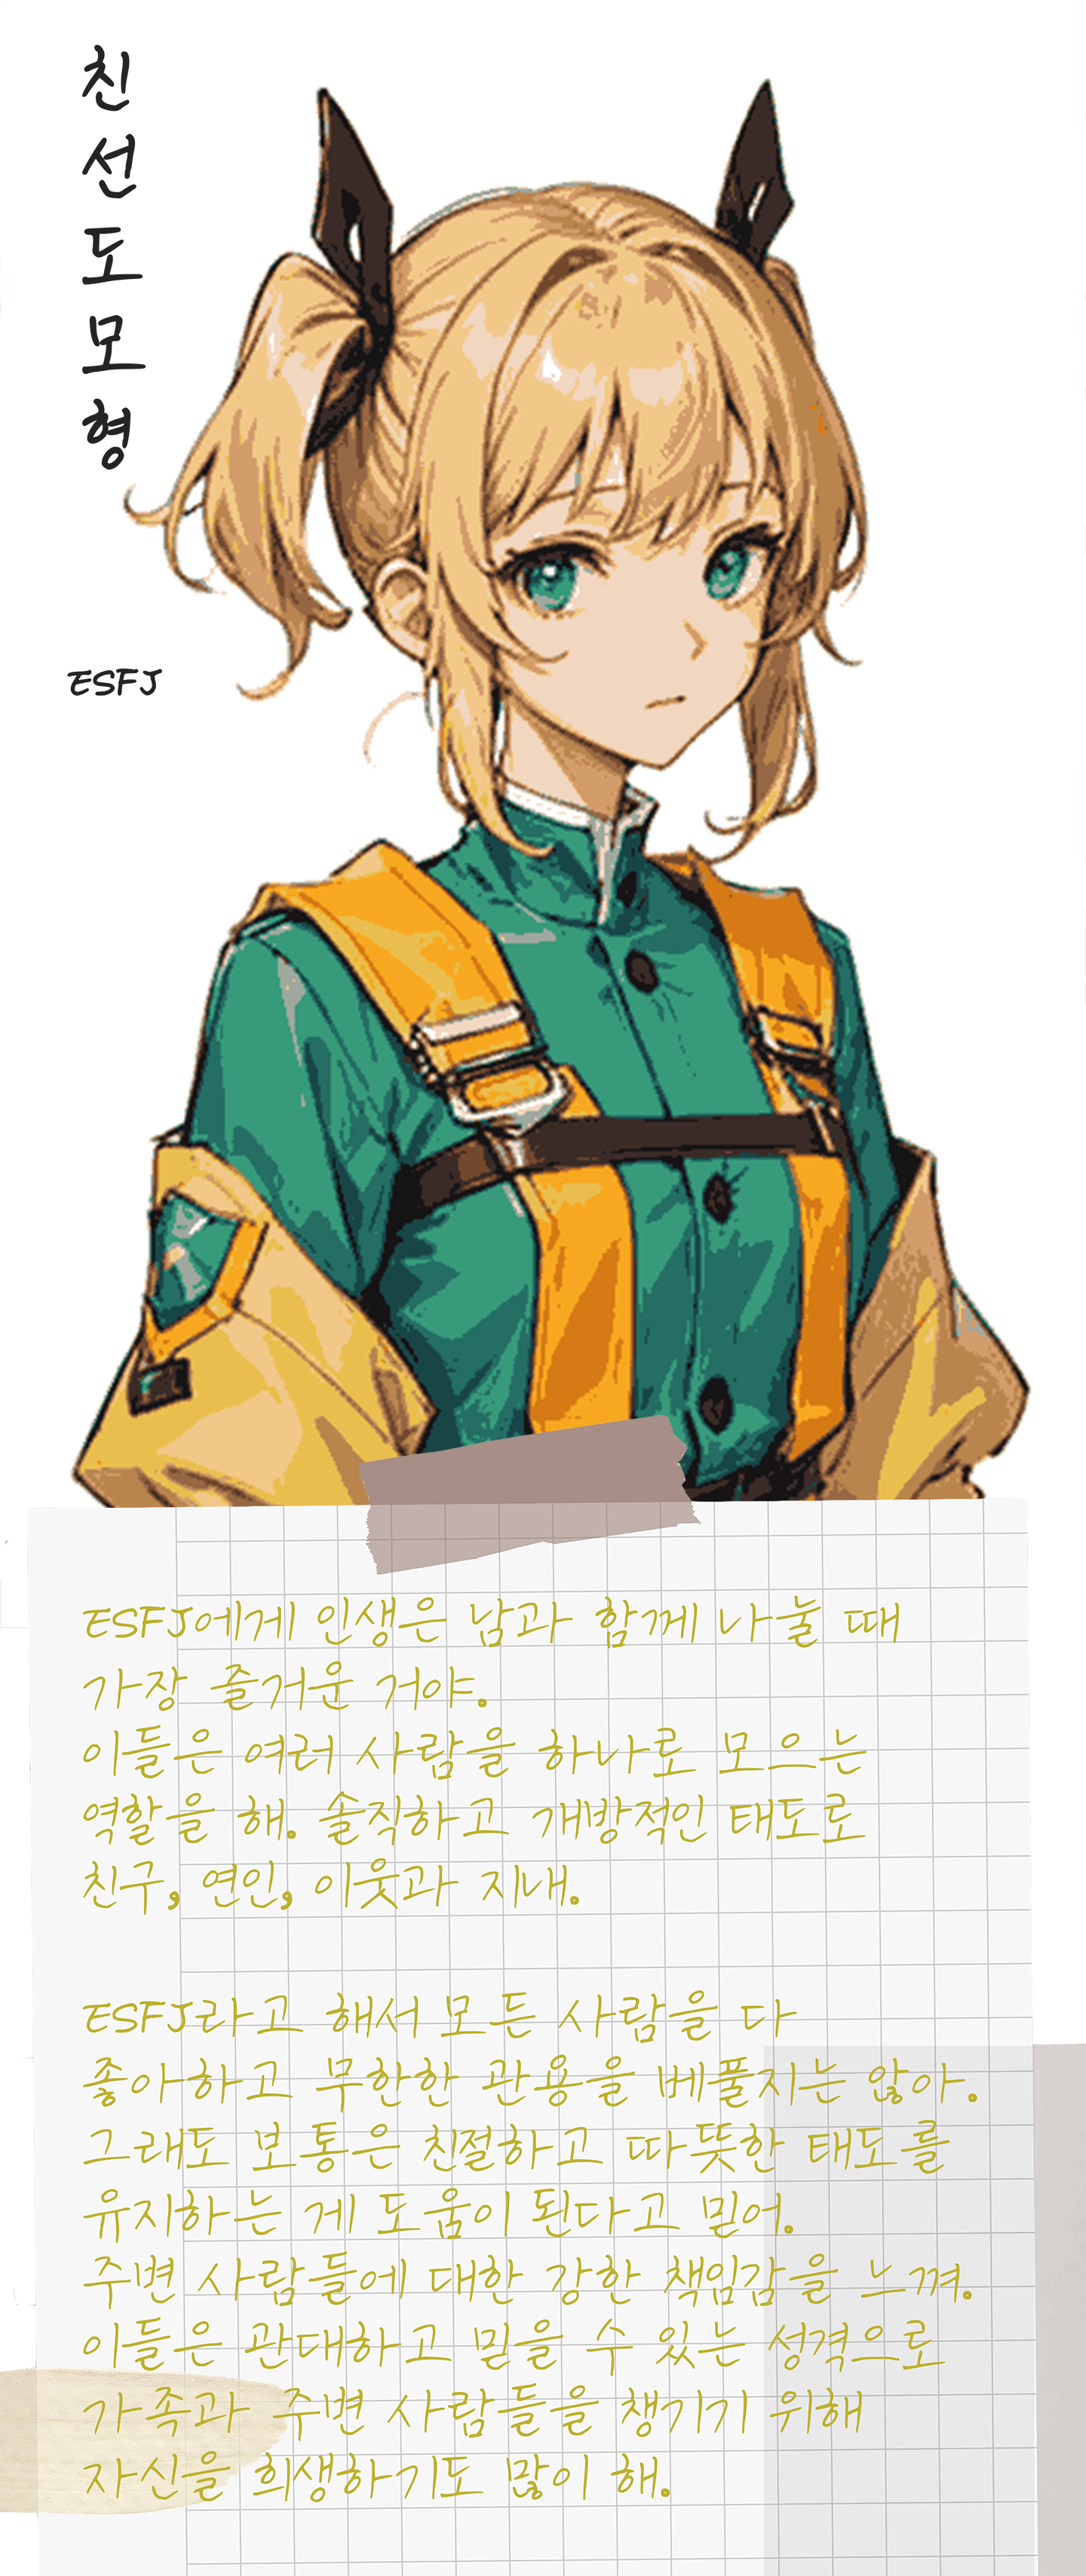 친선도모형
ESFJ
ESFJ에게 인생은 남과 함께 나눌 때
가장 즐거운 거야.
이들은 여러 사람을 하나로 모으는
역할을 해. 솔직하고 개방적인 태도로
친구, 연인, 이웃과 지내.
ESFJ라고 해서 모든 사람을 다
좋아하고 무한한 관용을 베풀지는 않아.
그래도 보통은 친절하고 따뜻한 태도를
유지하는 게 도움이 된다고 믿어.
주변 사람들에 대한 강한 책임감을 느껴.
이들은 관대하고 믿을 수 있는 성격으로
가족과 주변 사람들을 챙기기 위해
자신을 희생하기도 많이 해.